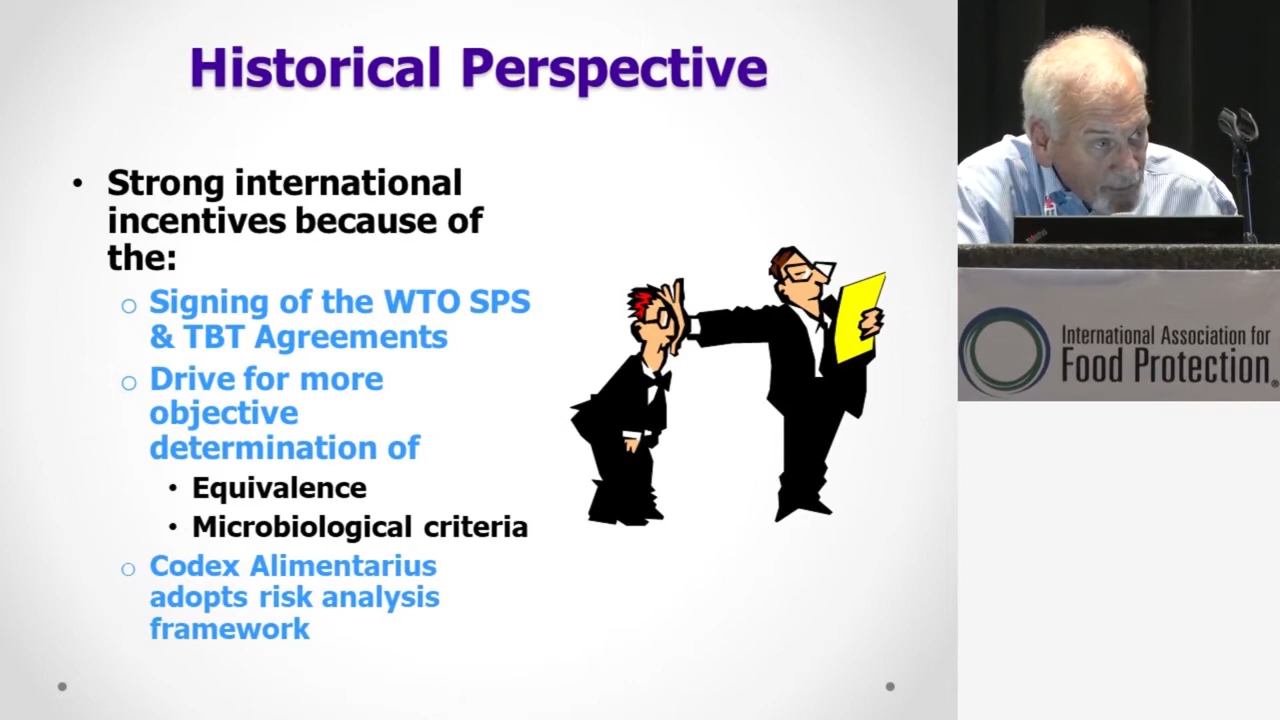 Historical Perspective
• Strong international
incentives because of
the:
o Signing of the WTO SPS
& TBT Agreements
o Drive for more
objective
determination of
• Equivalence
• Microbiological criteria
o Codex Alimentarius
adopts risk analysis
framework
International Association for
Food Protection®